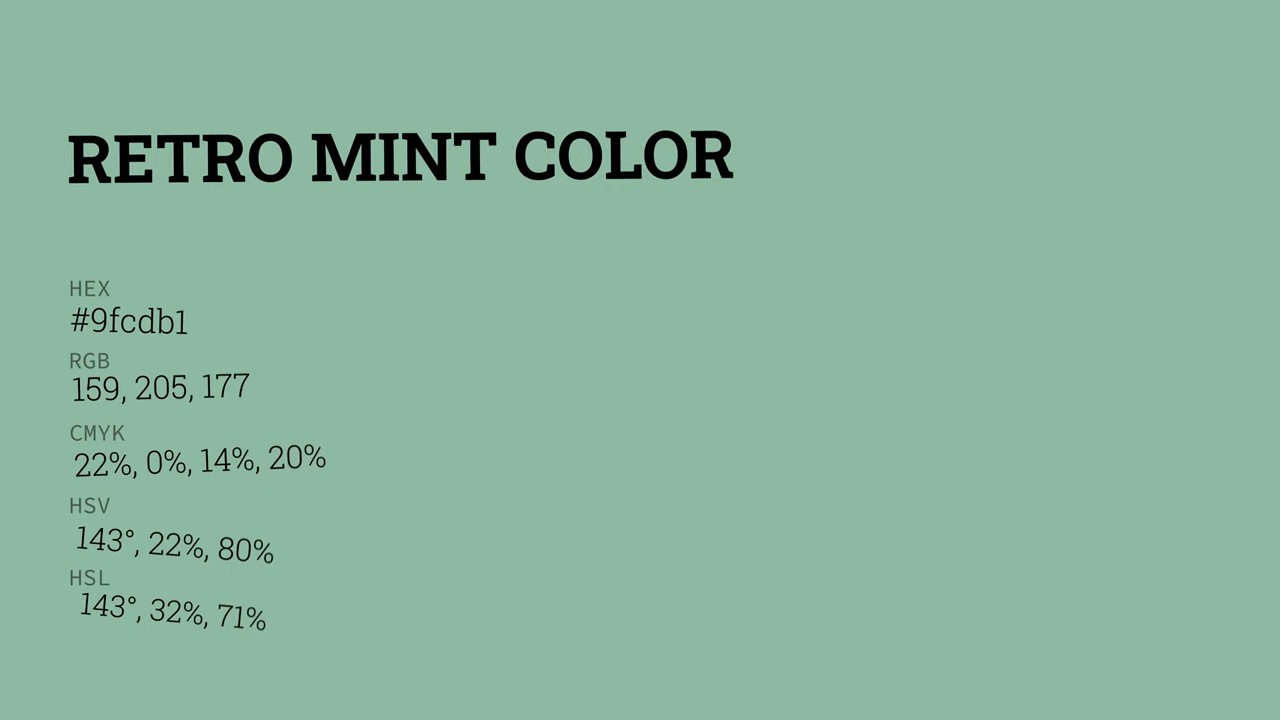 RETRO MINT COLOR
HEX
#9fcdb1
RGB
159, 205, 177
CMYK
22%, 0%, 14%, 20%
HSV
143°, 22%, 80%
HSL
143°, 32%, 71%